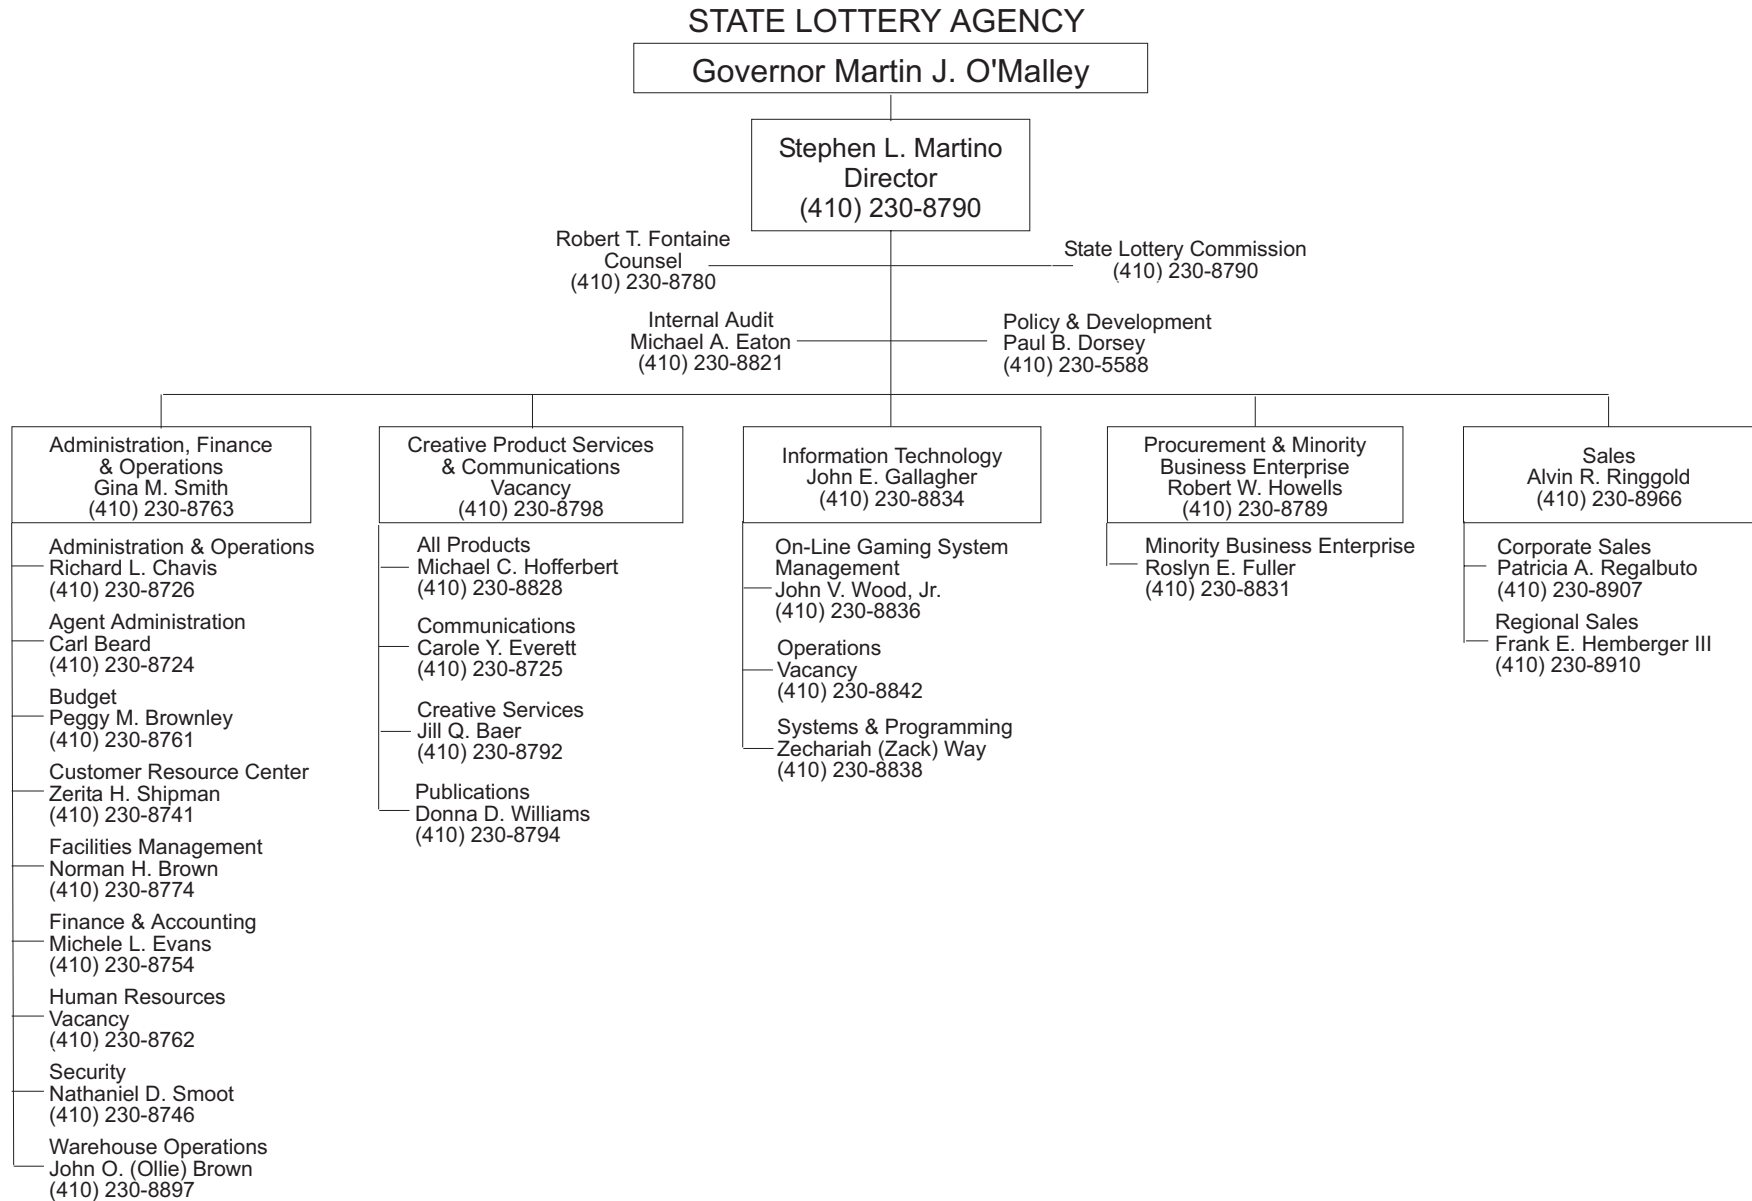 STATE LOTTERY AGENCY
Governor Martin J. O'Malley
Stephen L. Martino
Director
(410) 230-8790
Robert T. Fontaine
Counsel
(410) 230-8780
State Lottery Commission
(410) 230-8790
Internal Audit
Michael A. Eaton
(410) 230-8821
Policy & Development
Paul B. Dorsey
(410) 230-5588
Administration, Finance
& Operations
Gina M. Smith
(410) 230-8763
Administration & Operations
Richard L. Chavis
(410) 230-8726
Agent Administration
Carl Beard
(410) 230-8724
Budget
Peggy M. Brownley
(410) 230-8761
Customer Resource Center
Zerita H. Shipman
(410) 230-8741
Facilities Management
Norman H. Brown
(410) 230-8774
Finance & Accounting
Michele L. Evans
(410) 230-8754
Human Resources
Vacancy
(410) 230-8762
Security
Nathaniel D. Smoot
(410) 230-8746
Warehouse Operations
John O. (Ollie) Brown
(410) 230-8897
Creative Product Services
& Communications
Vacancy
(410) 230-8798
All Products
Michael C. Hofferbert
(410) 230-8828
Communications
Carole Y. Everett
(410) 230-8725
Creative Services
Jill Q. Baer
(410) 230-8792
Publications
Donna D. Williams
(410) 230-8794
Information Technology
John E. Gallagher
(410) 230-8834
On-Line Gaming System
Management
John V. Wood, Jr.
(410) 230-8836
Operations
Vacancy
(410) 230-8842
Systems & Programming
Zechariah (Zack) Way
(410) 230-8838
Procurement & Minority
Business Enterprise
Robert W. Howells
(410) 230-8789
Minority Business Enterprise
Roslyn E. Fuller
(410) 230-8831
Sales
Alvin R. Ringgold
(410) 230-8966
Corporate Sales
Patricia A. Regalbuto
(410) 230-8907
Regional Sales
Frank E. Hemberger III
(410) 230-8910